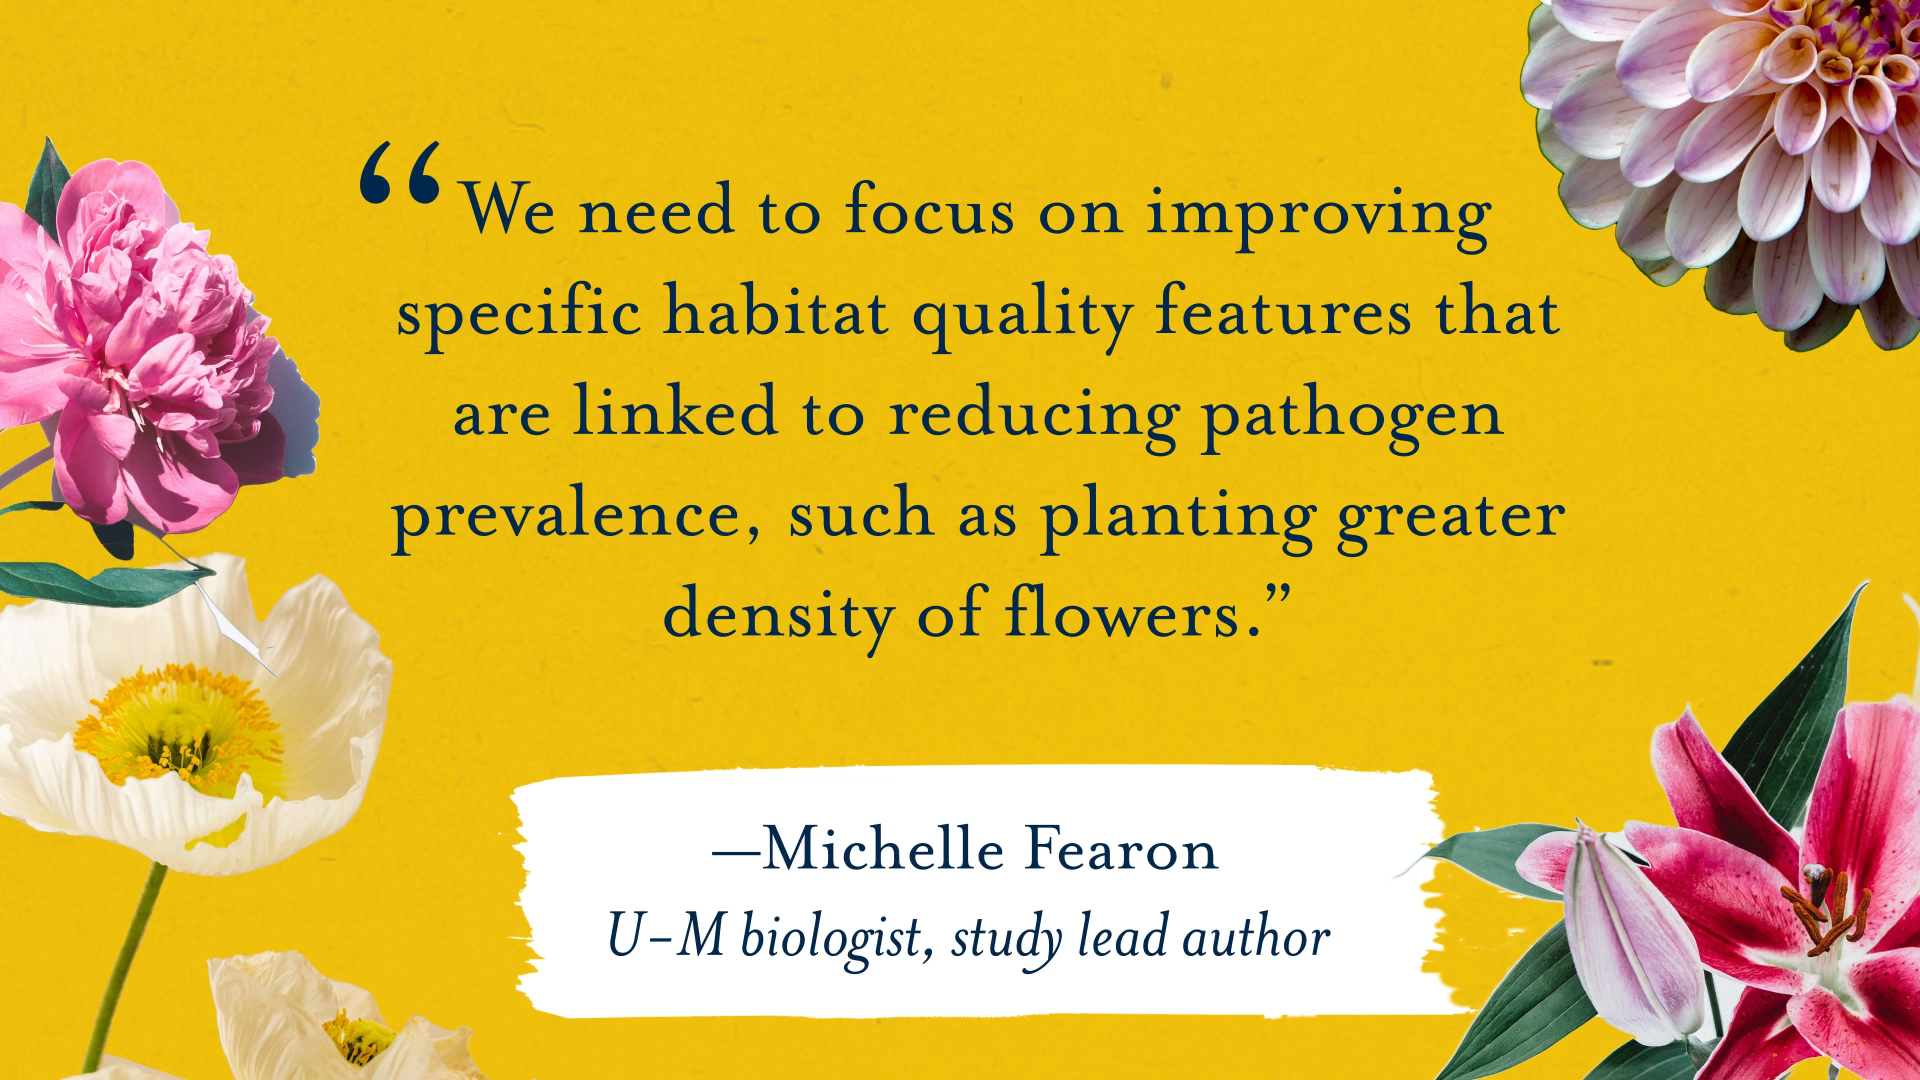 “We need to focus on improving
specific habitat quality features that
are linked to reducing pathogen
prevalence, such as planting greater
density of flowers.”
—Michelle Fearon
U-M biologist, study lead author